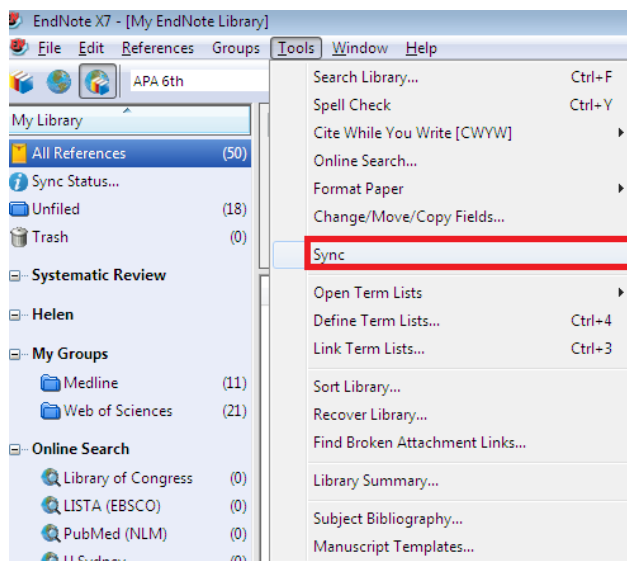 EndNote X7 - [My EndNote Library]
File Edit References Groups Tools Window Help
APA 6th
My Library
All References (50)
Sync Status...
Unfiled (18)
Trash (0)
Systematic Review
Helen
My Groups
Medline (11)
Web of Sciences (21)
Online Search
Library of Congress (0)
LISTA (EBSCO) (0)
PubMed (NLM) (0)
Search Library... Ctrl+F
Spell Check Ctrl+Y
Cite While You Write [CWYW]
Online Search...
Format Paper
Change/Move/Copy Fields...
Sync
Open Term Lists
Define Term Lists... Ctrl+4
Link Term Lists... Ctrl+3
Sort Library...
Recover Library...
Find Broken Attachment Links...
Library Summary...
Subject Bibliography...
Manuscript Templates...